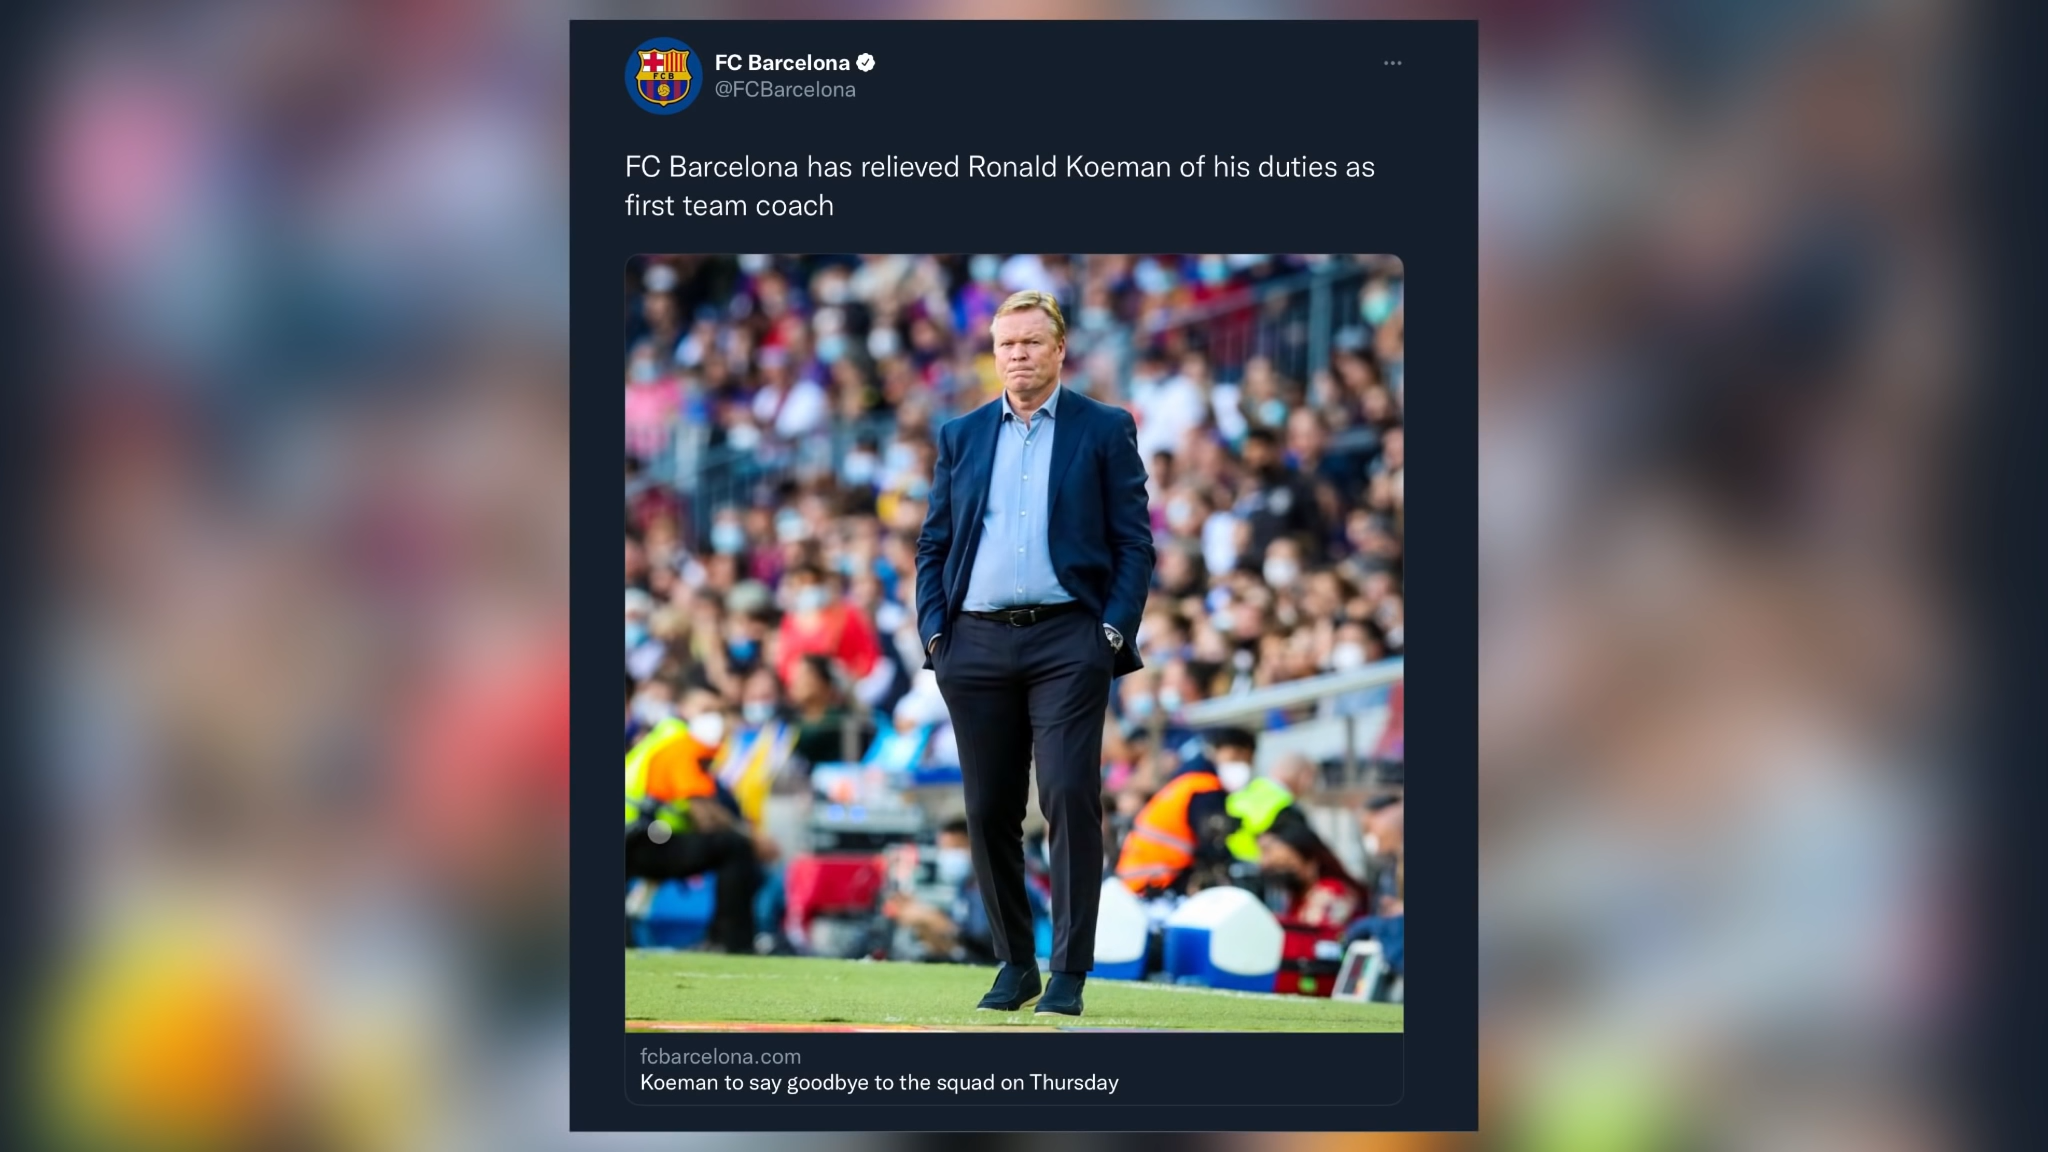 FC Barcelona
@FCBarcelona
FC Barcelona has relieved Ronald Koeman of his duties as
first team coach
FCB
fcbarcelona.com
Koeman to say goodbye to the squad on Thursday